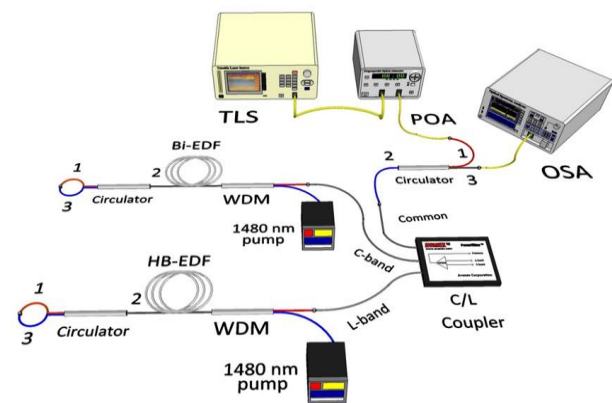 TLS
POA
OSA
Bi-EDF
2
1
2
1
3
Circulator
3
Circulator
WDM
Common
1480 nm
pump
C-band
HB-EDF
1
2
3
Circulator
WDM
L-band
C/L
Coupler
1480 nm
pump